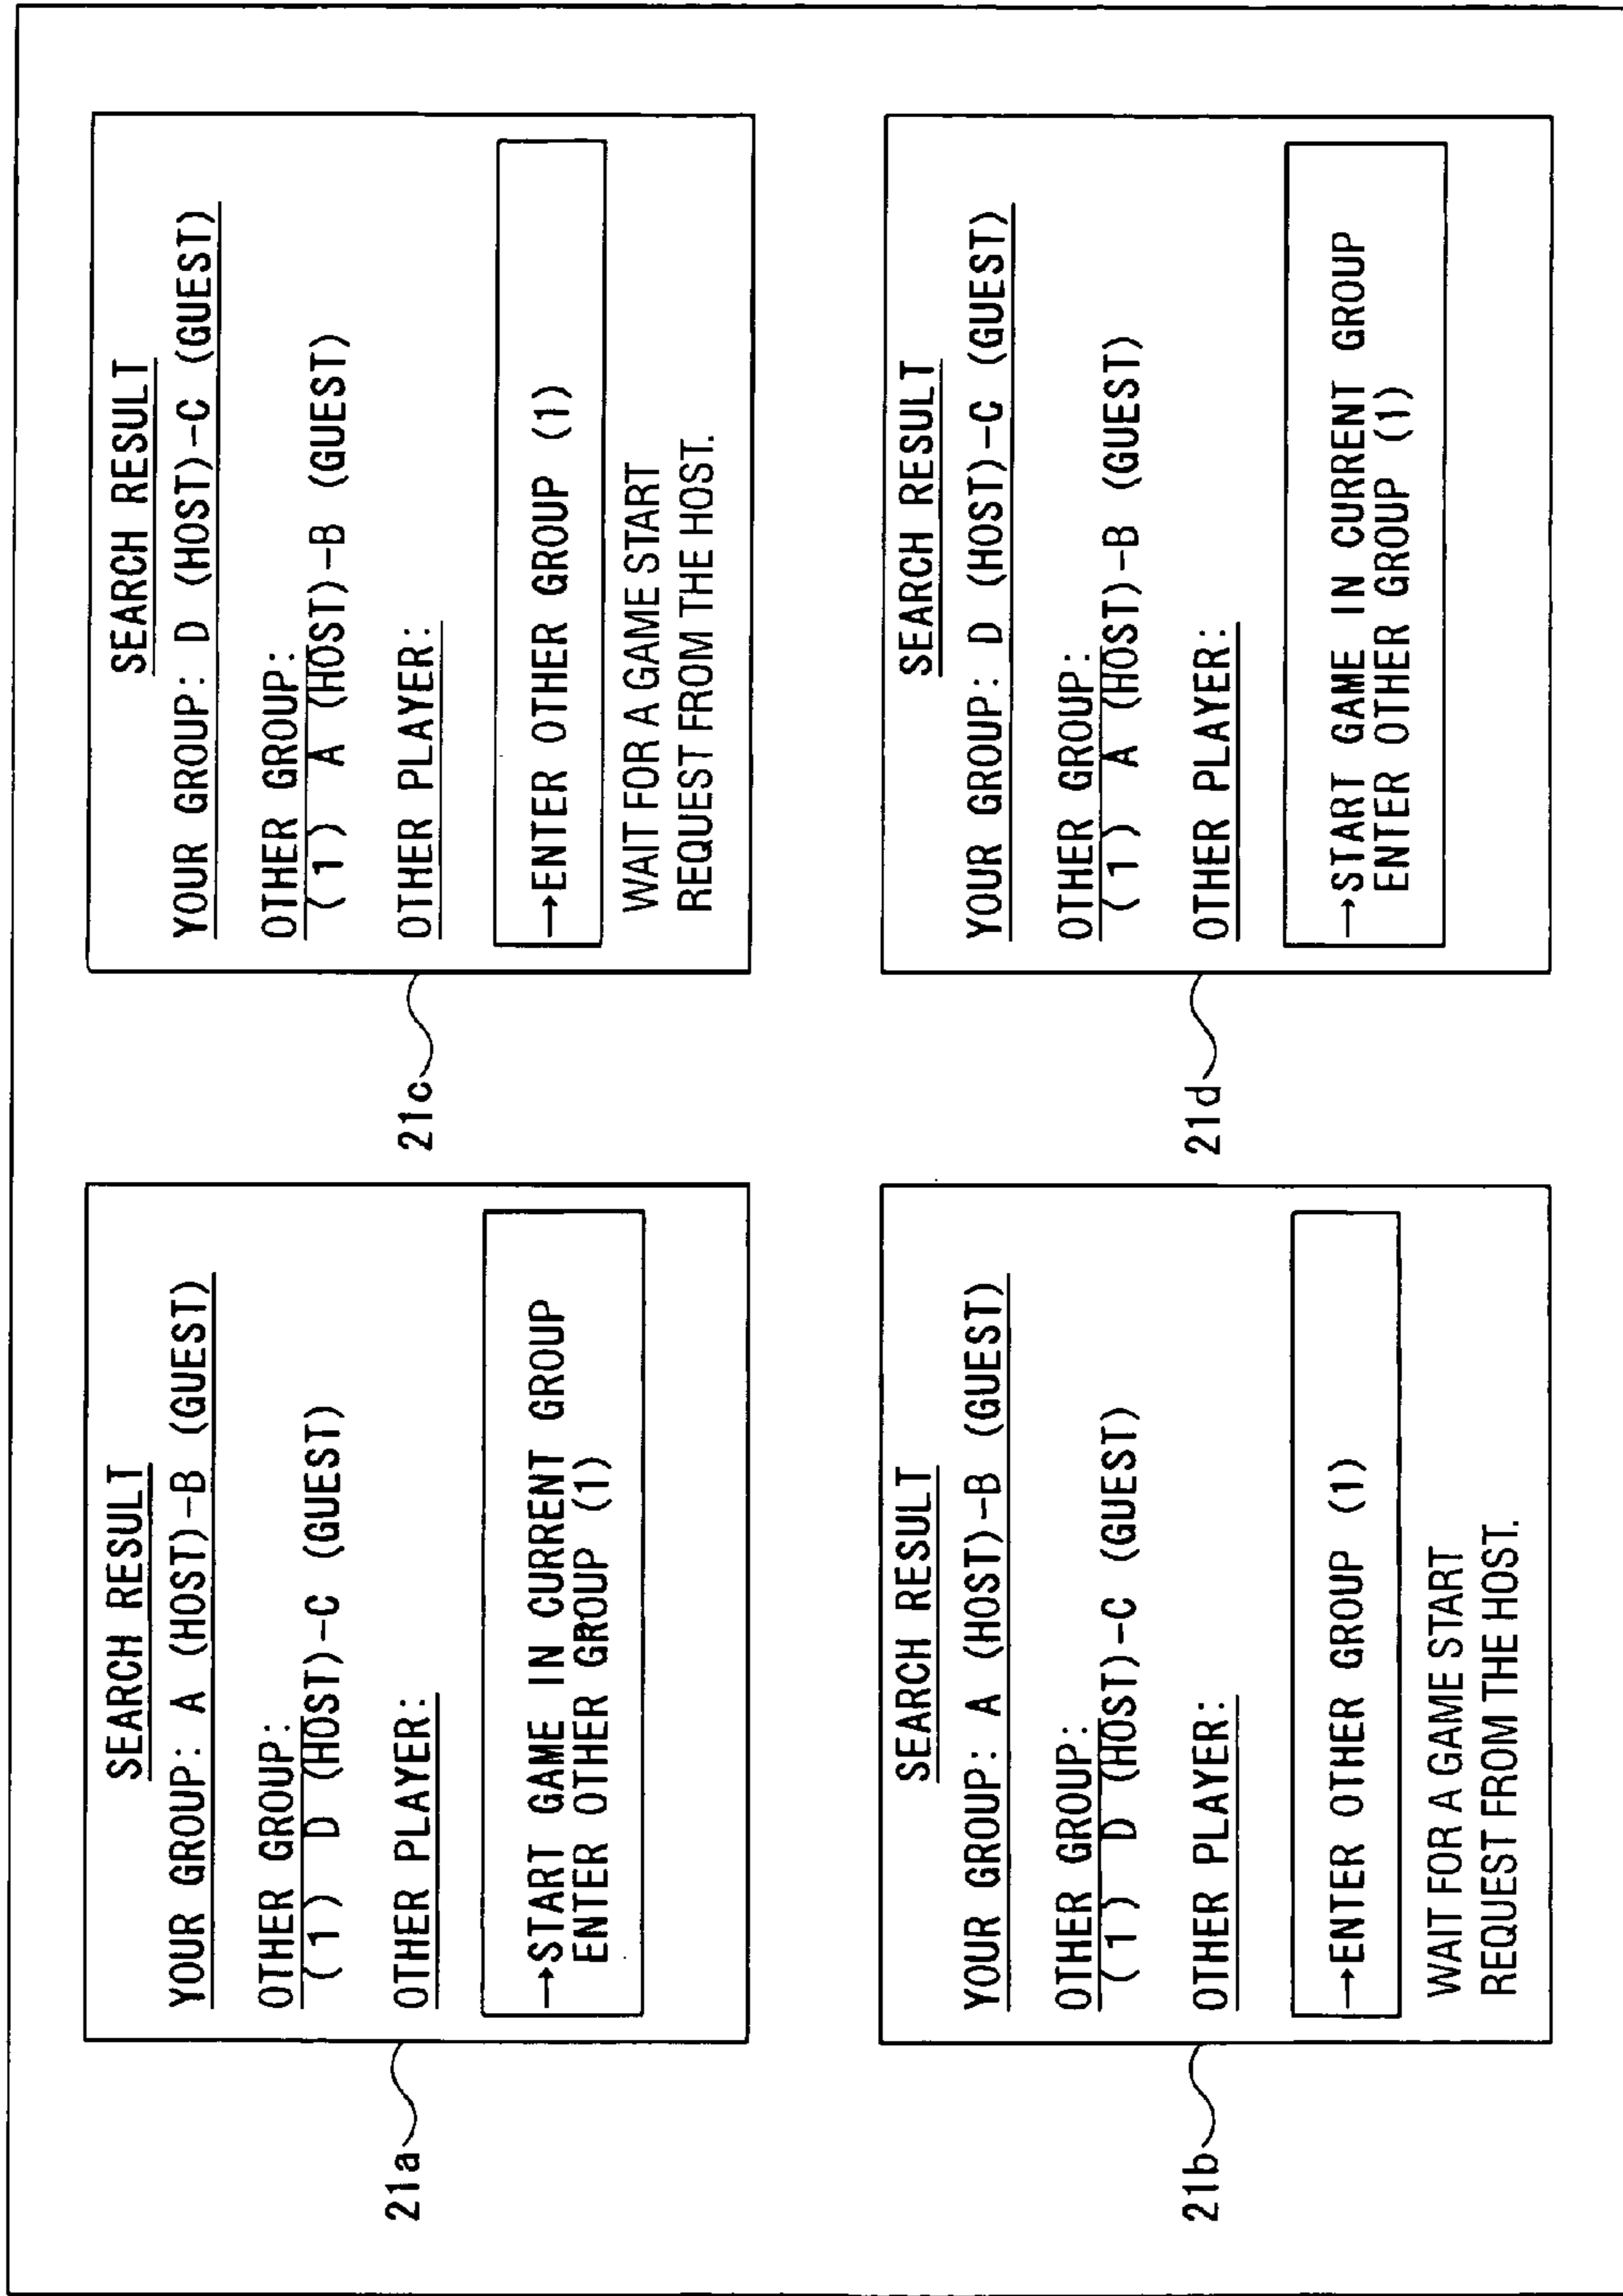 21a
SEARCH RESULT
YOUR GROUP: A (HOST)-B (GUEST)
OTHER GROUP:
(1) D (HOST)-C (GUEST)
OTHER PLAYER:
→START GAME IN CURRENT GROUP
ENTER OTHER GROUP (1)
21c
SEARCH RESULT
YOUR GROUP: D (HOST)-C (GUEST)
OTHER GROUP:
(1) A (HOST)-B (GUEST)
OTHER PLAYER:
→ENTER OTHER GROUP (1)
WAIT FOR A GAME START
REQUEST FROM THE HOST.
21b
SEARCH RESULT
YOUR GROUP: A (HOST)-B (GUEST)
OTHER GROUP:
(1) D (HOST)-C (GUEST)
OTHER PLAYER:
→ENTER OTHER GROUP (1)
WAIT FOR A GAME START
REQUEST FROM THE HOST.
21d
SEARCH RESULT
YOUR GROUP: D (HOST)-C (GUEST)
OTHER GROUP:
(1) A (HOST)-B (GUEST)
OTHER PLAYER:
→START GAME IN CURRENT GROUP
ENTER OTHER GROUP (1)